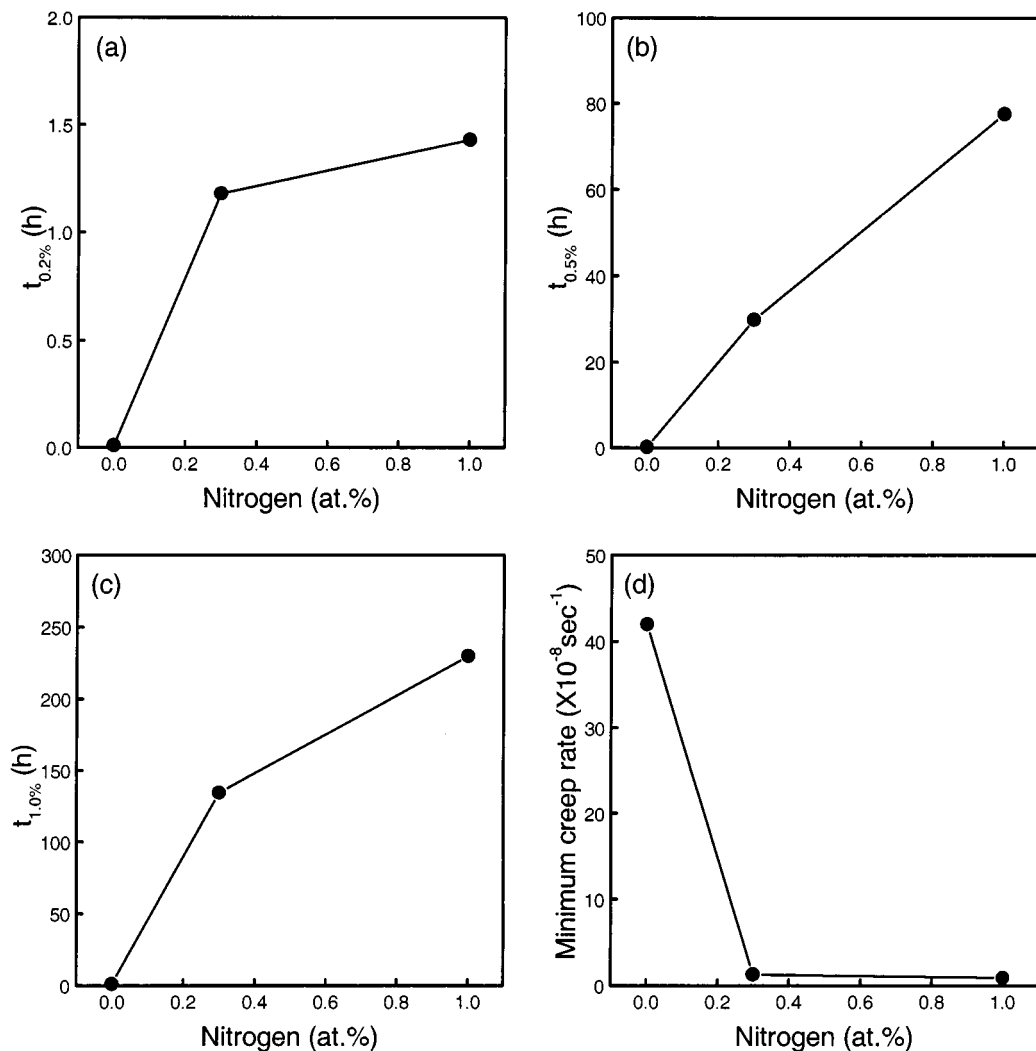 (a)
2.0
1.5
1.0
0.5
0.0
t0.2% (h)
0.0 0.2 0.4 0.6 0.8 1.0
Nitrogen (at.%)
(b)
100
80
60
40
20
0
t0.5% (h)
0.0 0.2 0.4 0.6 0.8 1.0
Nitrogen (at.%)
(c)
300
250
200
150
100
50
0
t1.0% (h)
0.0 0.2 0.4 0.6 0.8 1.0
Nitrogen (at.%)
(d)
50
40
30
20
10
0
Minimum creep rate (X10-8sec-1)
0.0 0.2 0.4 0.6 0.8 1.0
Nitrogen (at.%)